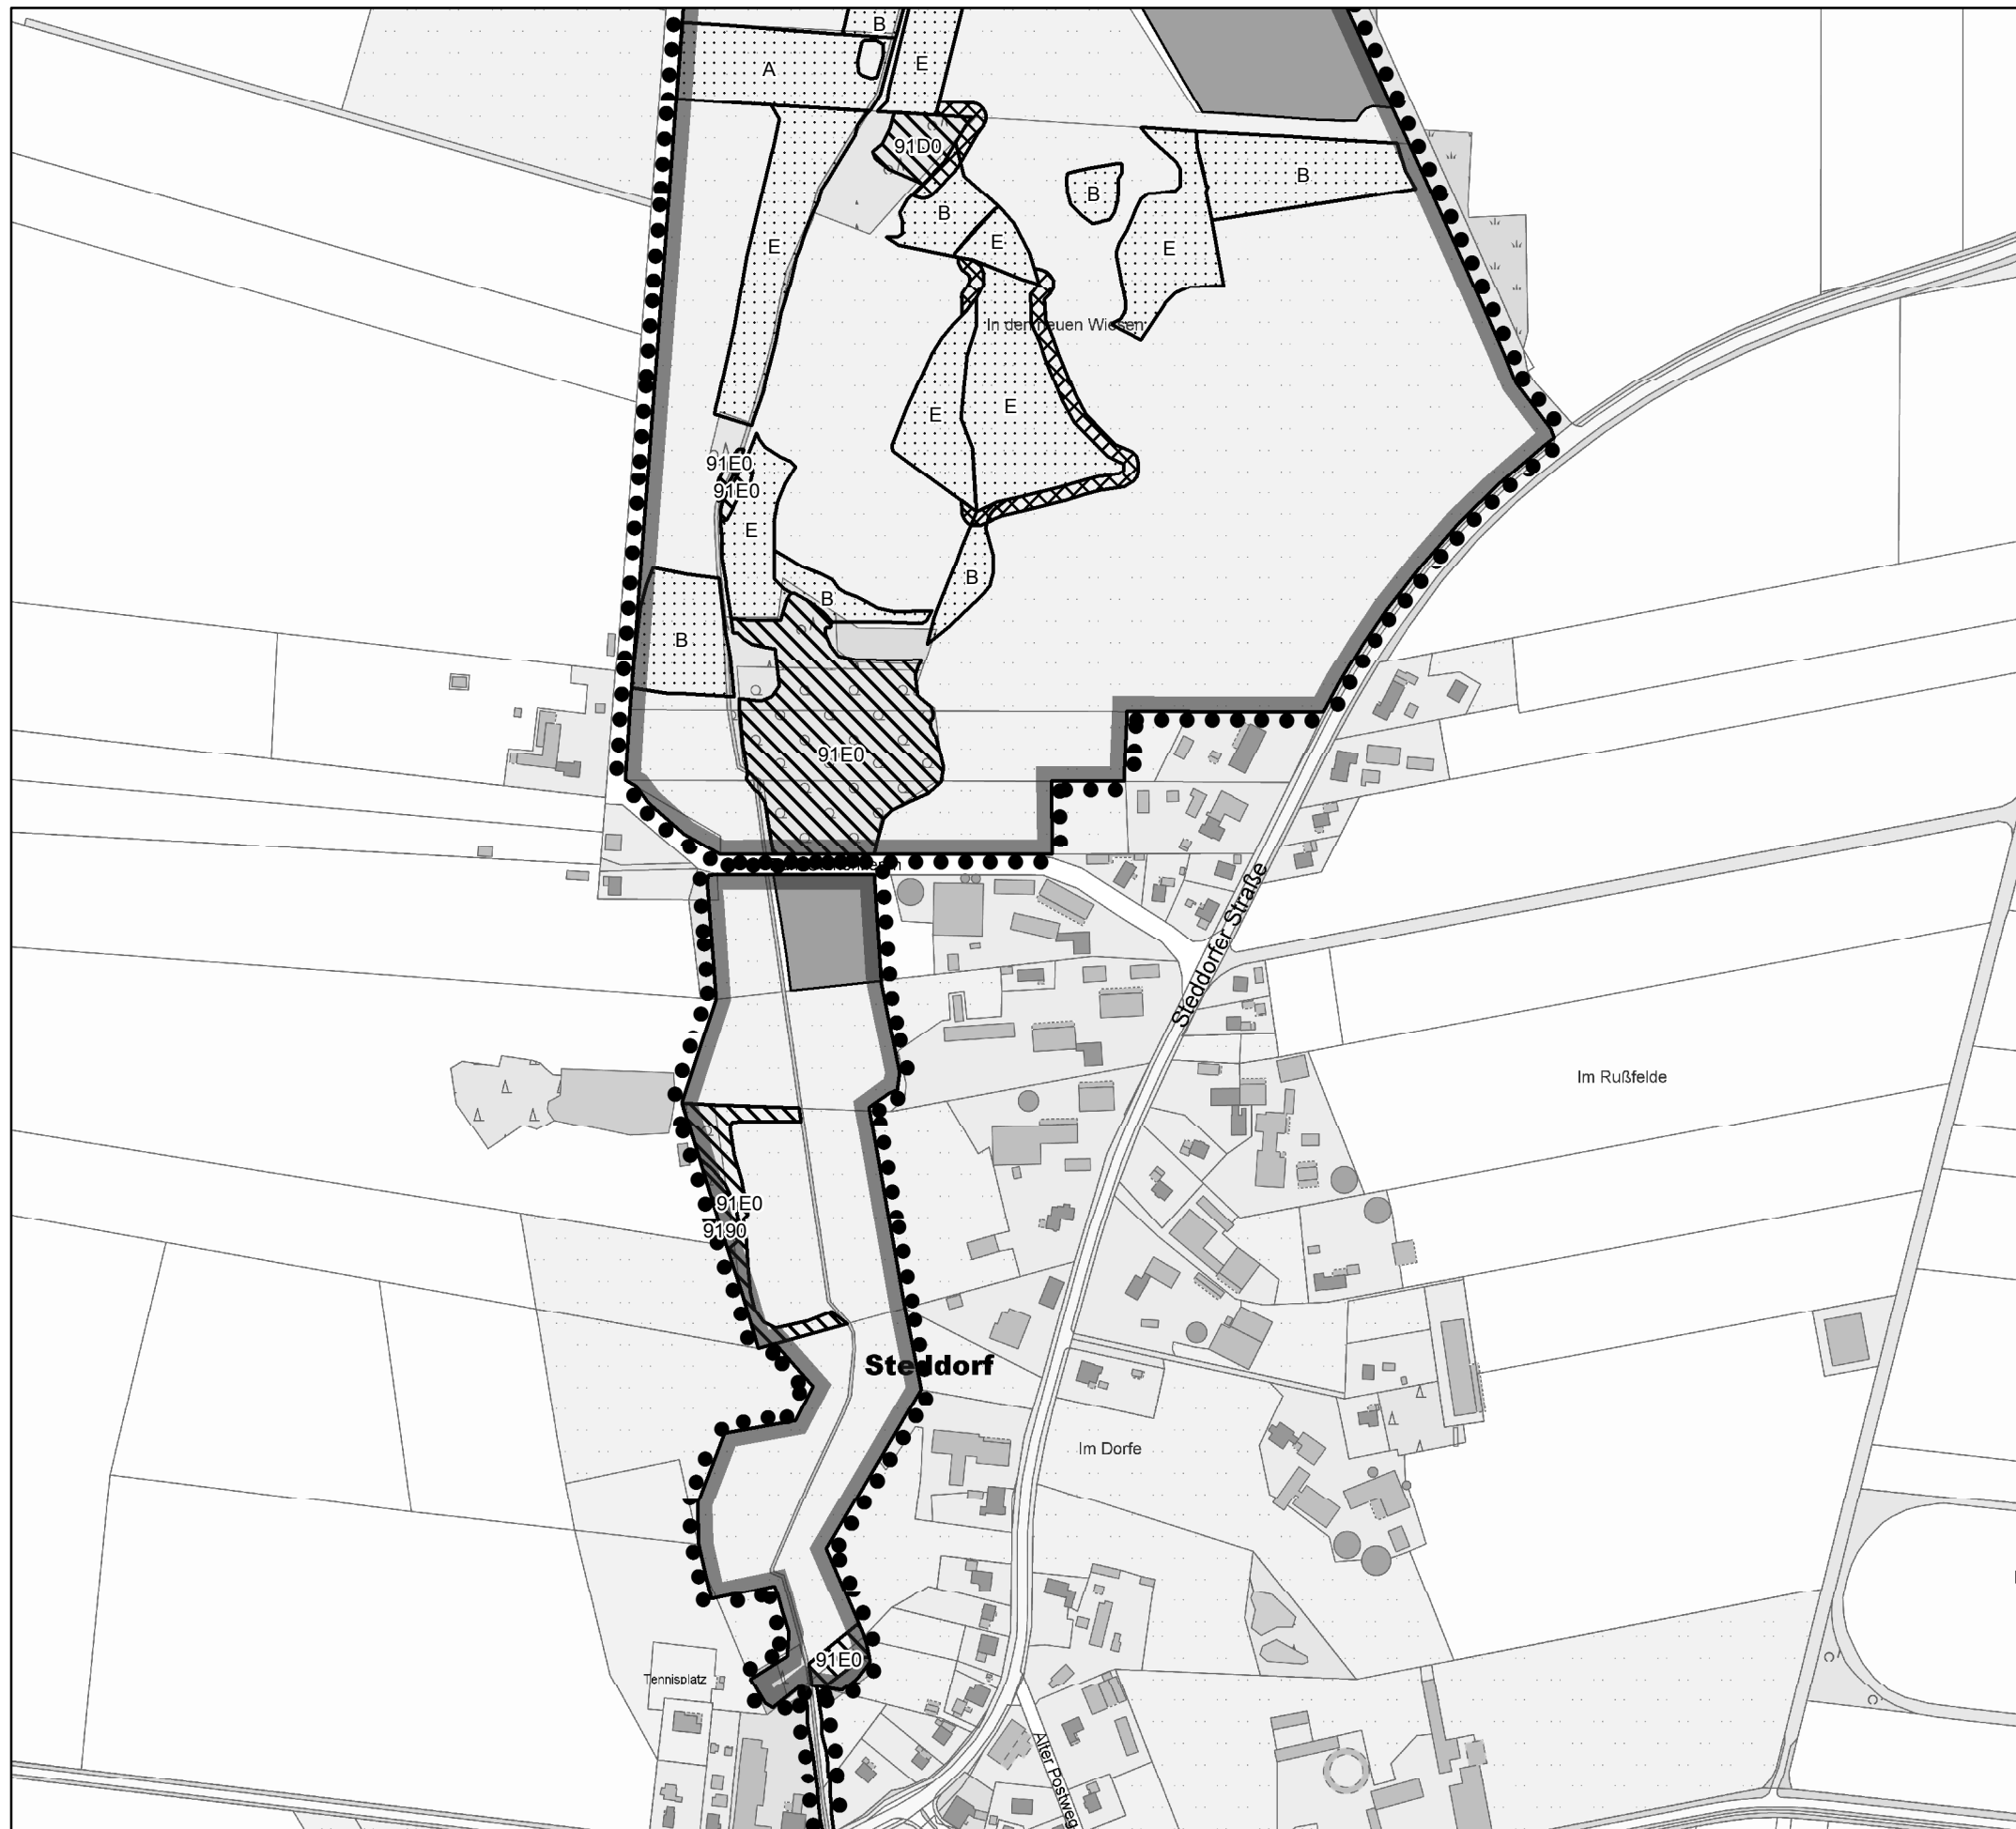 B
A
E
91D0
B
B
B
E
E
E
In den neuen Wiesen
E
E
91E0
91E0
E
B
B
B
91E0
Steddorfer Straße
Im Rußfelde
91E0
9190
Steddorf
Im Dorfe
91E0
Tennisplatz
Alter Postweg